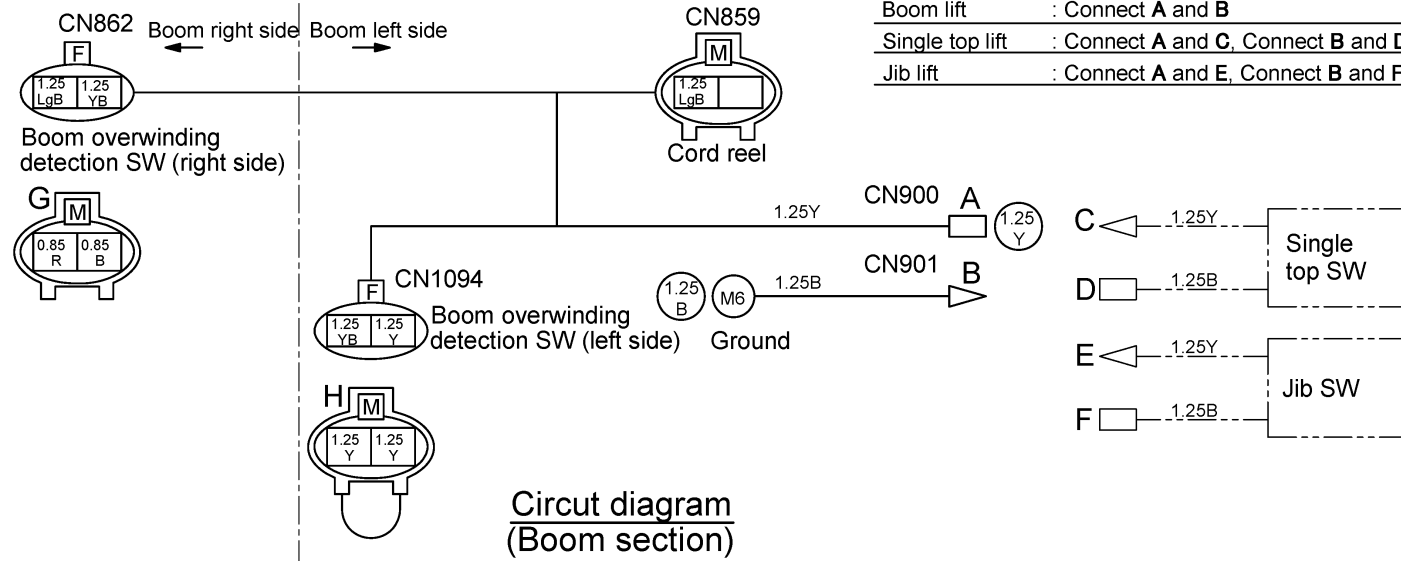 CN862
Boom right side
Boom left side
CN859
Boom lift : Connect A and B
Single top lift : Connect A and C, Connect B and D
Jib lift : Connect A and E, Connect B and F
F
1.25 1.25
LgB YB
M
1.25
LgB
Boom overwinding
detection SW (right side)
Cord reel
G
M
0.85 0.85
R B
CN900 A
1.25Y
1.25
Y
C 1.25Y
Single
top SW
D 1.25B
CN901 B
1.25B
1.25
B
M6
Ground
CN1094
F
1.25 1.25
YB Y
Boom overwinding
detection SW (left side)
E 1.25Y
Jib SW
F 1.25B
H
M
1.25 1.25
Y Y
Circut diagram
(Boom section)